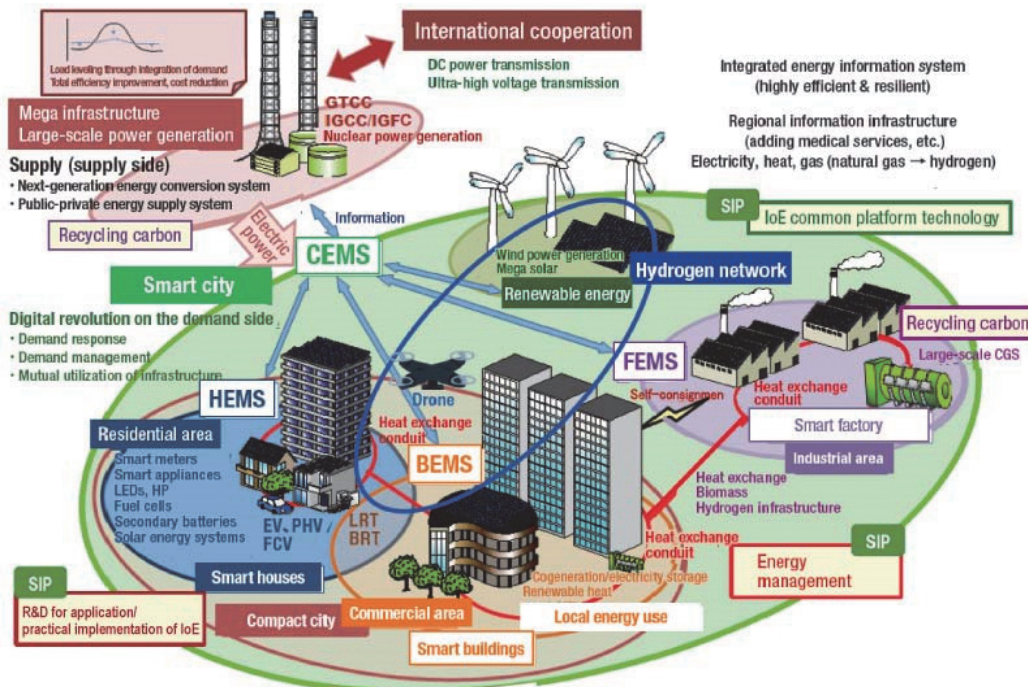 Load leveling through integration of demand
Total efficiency improvement, cost reduction
Mega infrastructure
Large-scale power generation
Supply (supply side)
• Next-generation energy conversion system
• Public-private energy supply system
Recycling carbon
International cooperation
DC power transmission
Ultra-high voltage transmission
GTCC
IGCC/IGFC
Nuclear power generation
Integrated energy information system
(highly efficient & resilient)
Regional information infrastructure
(adding medical services, etc.)
Electricity, heat, gas (natural gas → hydrogen)
SIP
IoE common platform technology
Electric
power
Information
CEMS
Smart city
Digital revolution on the demand side
• Demand response
• Demand management
• Mutual utilization of infrastructure
Wind power generation
Mega solar
Renewable energy
Hydrogen network
FEMS
Recycling carbon
Large-scale CGS
Heat exchange
conduit
Self-consignmen
Smart factory
Industrial area
HEMS
Drone
Heat exchange
conduit
BEMS
Residential area
Smart meters
Smart appliances
LEDs, HP
Fuel cells
Secondary batteries
Solar energy systems
EV、PHV /
FCV
LRT
BRT
Heat exchange
Biomass
Hydrogen infrastructure
Heat exchange
conduit
SIP
Energy
management
Smart houses
Cogeneration/electricity storage
Renewable heat
Commercial area
Local energy use
Compact city
Smart buildings
SIP
R&D for application/
practical implementation of IoE